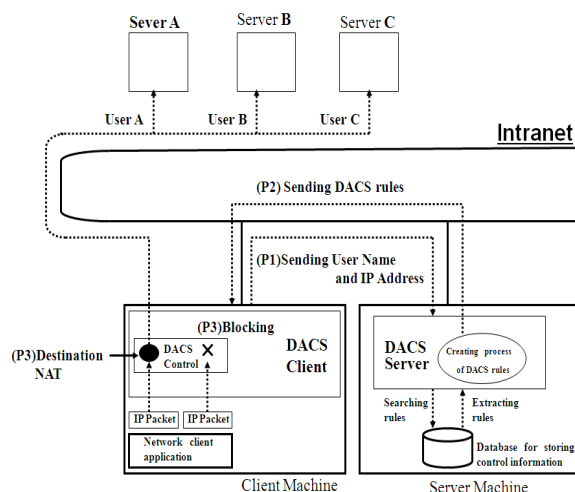 Sever A
Server B
Server C
User A
User B
User C
Intranet
(P2) Sending DACS rules
(P1)Sending User Name
and IP Address
(P3)Blocking
DACS
Control
DACS
Client
(P3)Destination
NAT
IP Packet
IP Packet
Network client
application
Client Machine
DACS
Server
Creating process
of DACS rules
Searching
rules
Extracting
rules
Database for storing
control information
Server Machine